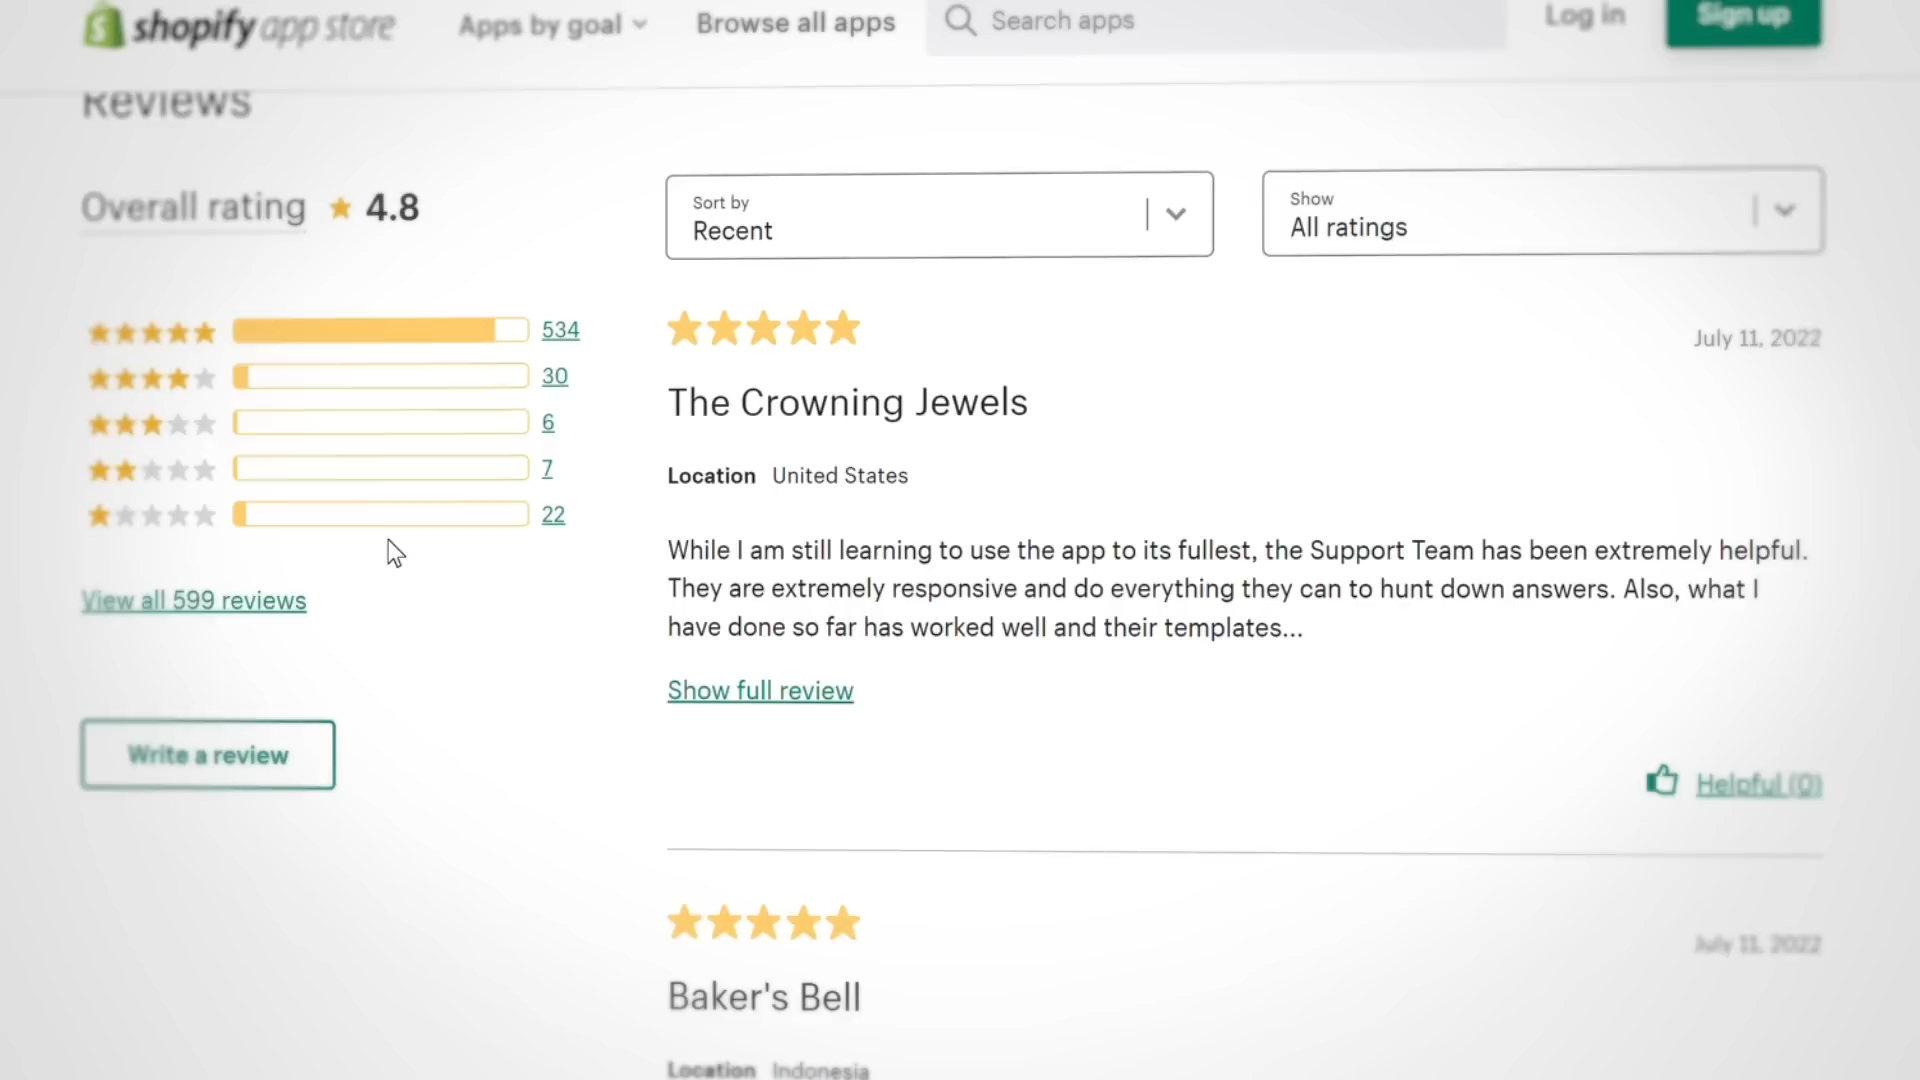 shopify app store
Apps by goal
Browse all apps
Search apps
Log in
Sign up
Reviews
Overall rating 4.8
Sort by
Recent
Show
All ratings
534
30
6
7
22
View all 599 reviews
Write a review
July 11, 2022
The Crowning Jewels
Location United States
While I am still learning to use the app to its fullest, the Support Team has been extremely helpful.
They are extremely responsive and do everything they can to hunt down answers. Also, what I
have done so far has worked well and their templates...
Show full review
Helpful (0)
July 11, 2022
Baker's Bell
Location Indonesia